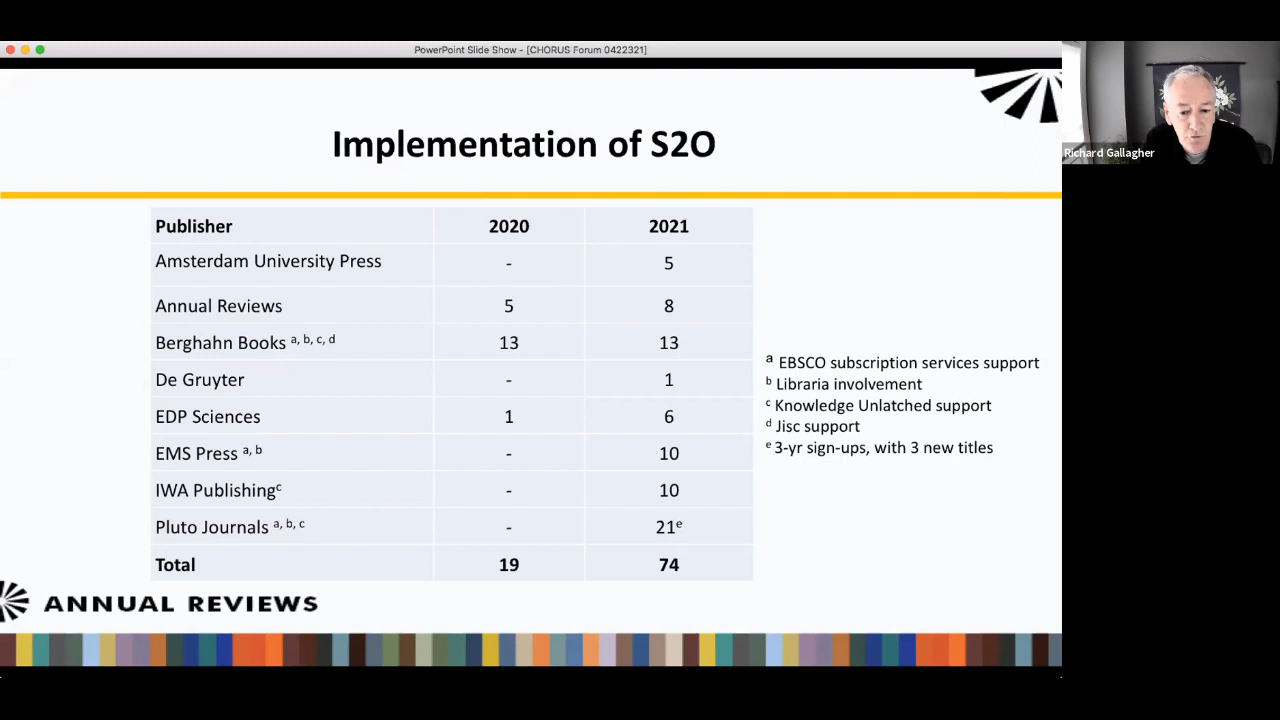 PowerPoint Slide Show - [CHORUS Forum 0422321]
Implementation of S2O
Publisher 2020 2021
Amsterdam University Press - 5
Annual Reviews 5 8
Berghahn Books a, b, c, d 13 13
De Gruyter - 1
EDP Sciences 1 6
EMS Press a, b - 10
IWA Publishingc - 10
Pluto Journals a, b, c - 21e
Total 19 74
a EBSCO subscription services support
b Libraria involvement
c Knowledge Unlatched support
d Jisc support
e 3-yr sign-ups, with 3 new titles
ANNUAL REVIEWS
Richard Gallagher